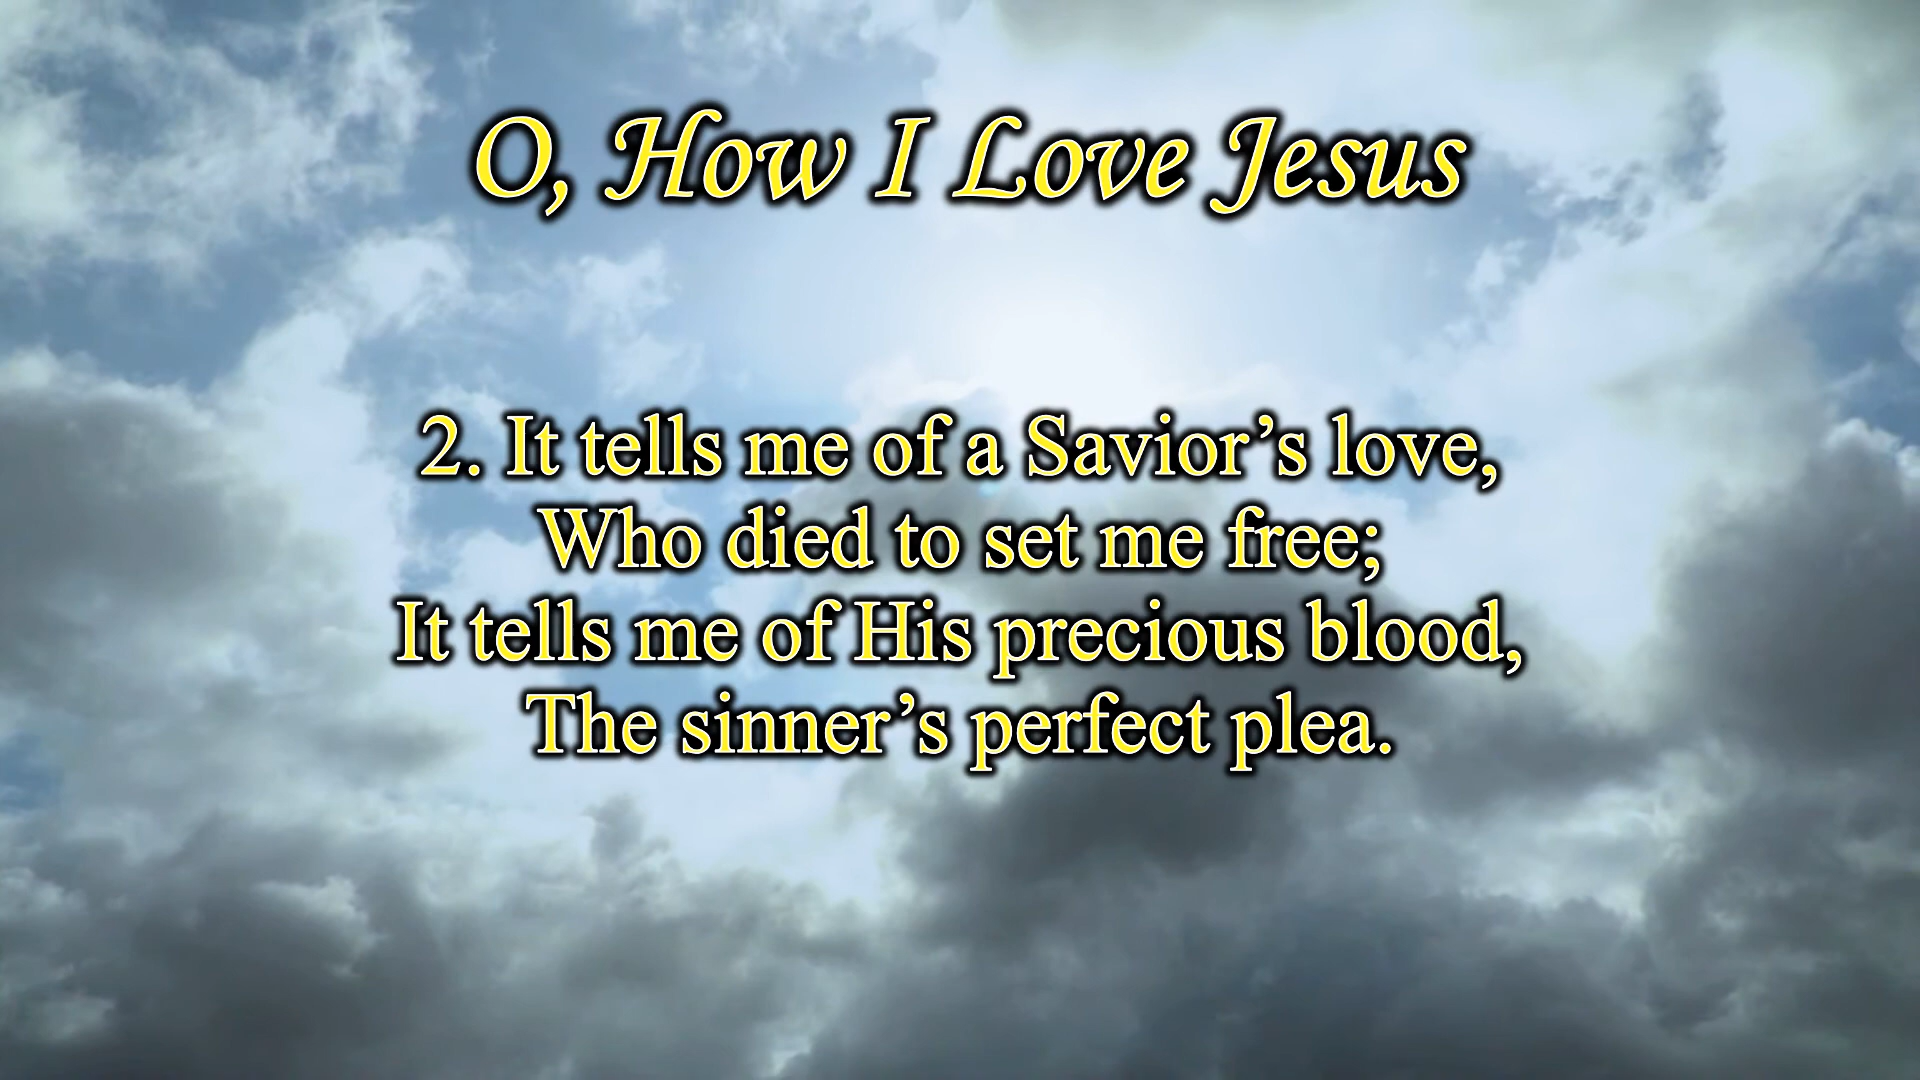 O, How I Love Jesus
2. It tells me of a Savior’s love,
Who died to set me free;
It tells me of His precious blood,
The sinner’s perfect plea.